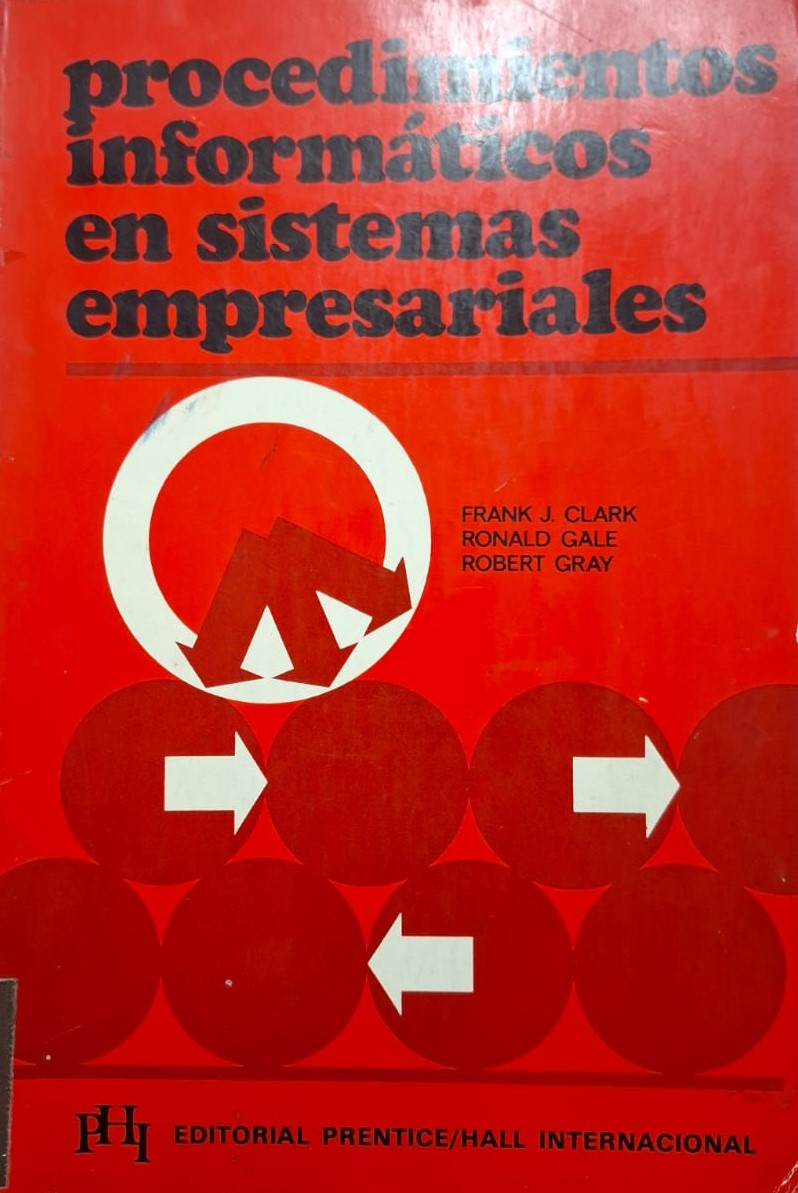 procedimientos
informáticos
en sistemas
empresariales
FRANK J. CLARK
RONALD GALE
ROBERT GRAY
PHI EDITORIAL PRENTICE/HALL INTERNACIONAL